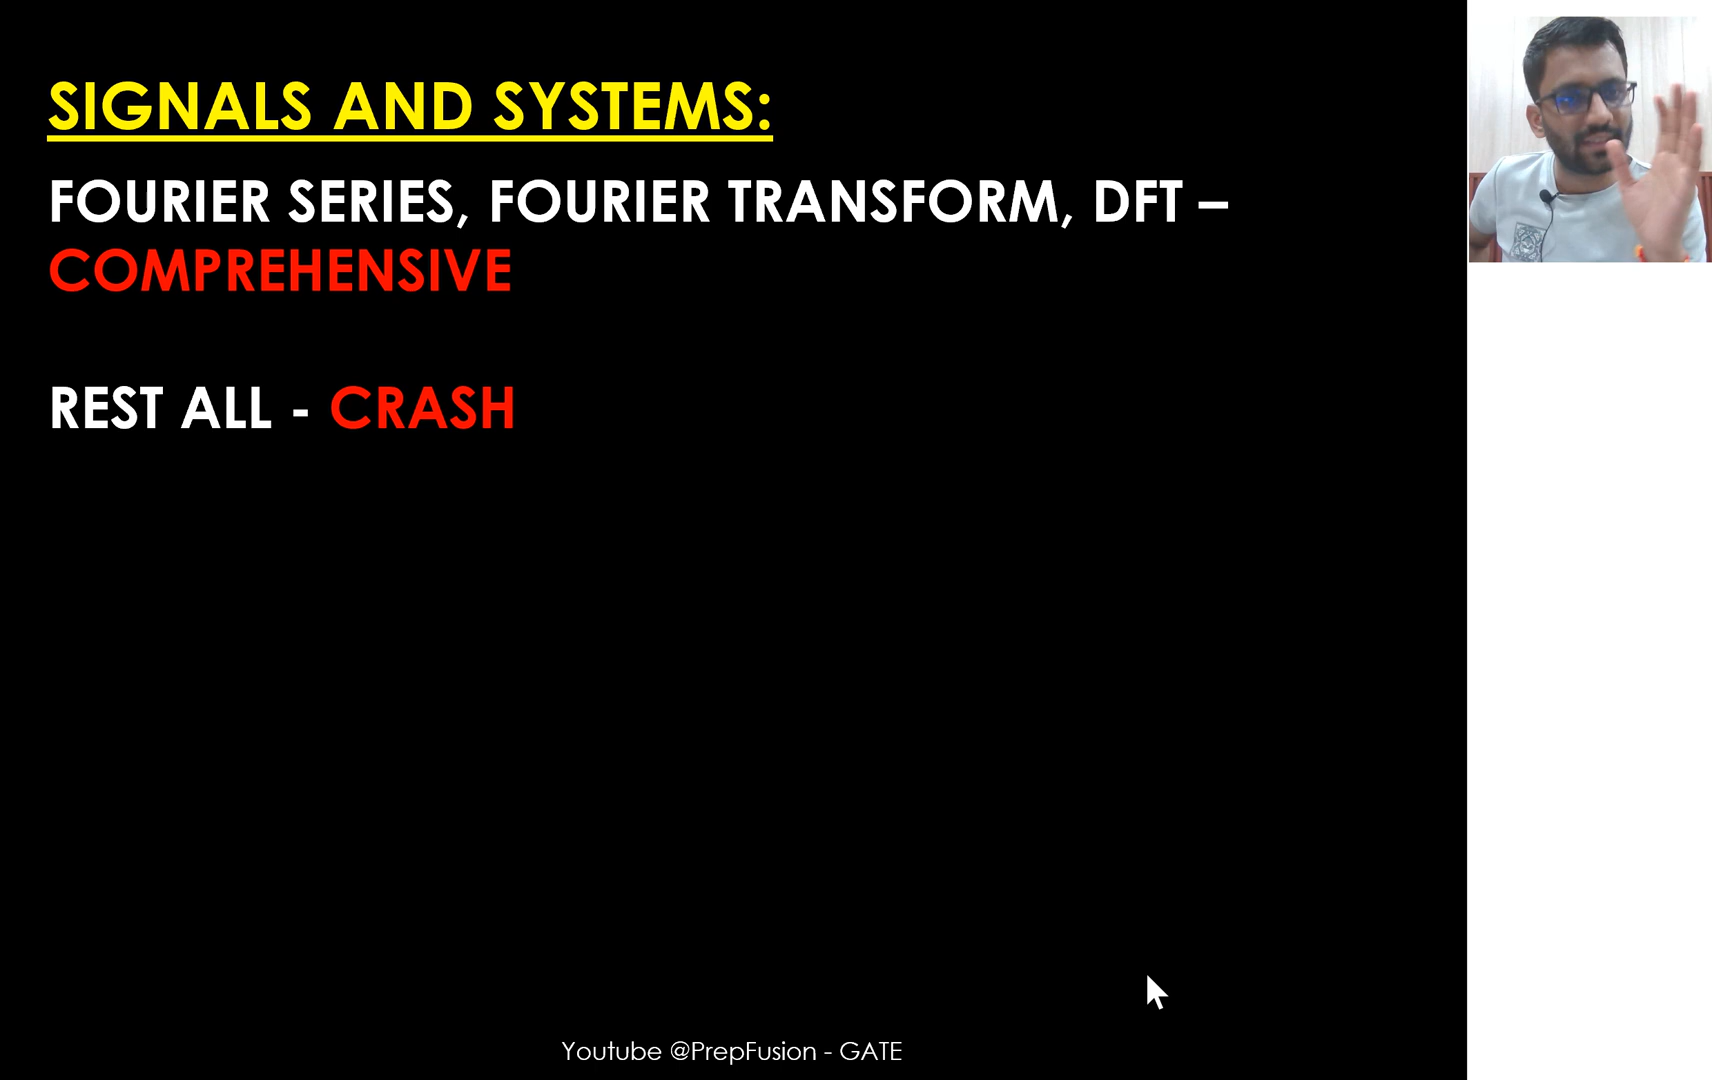 SIGNALS AND SYSTEMS:
FOURIER SERIES, FOURIER TRANSFORM, DFT –
COMPREHENSIVE
REST ALL - CRASH
Youtube @PrepFusion - GATE